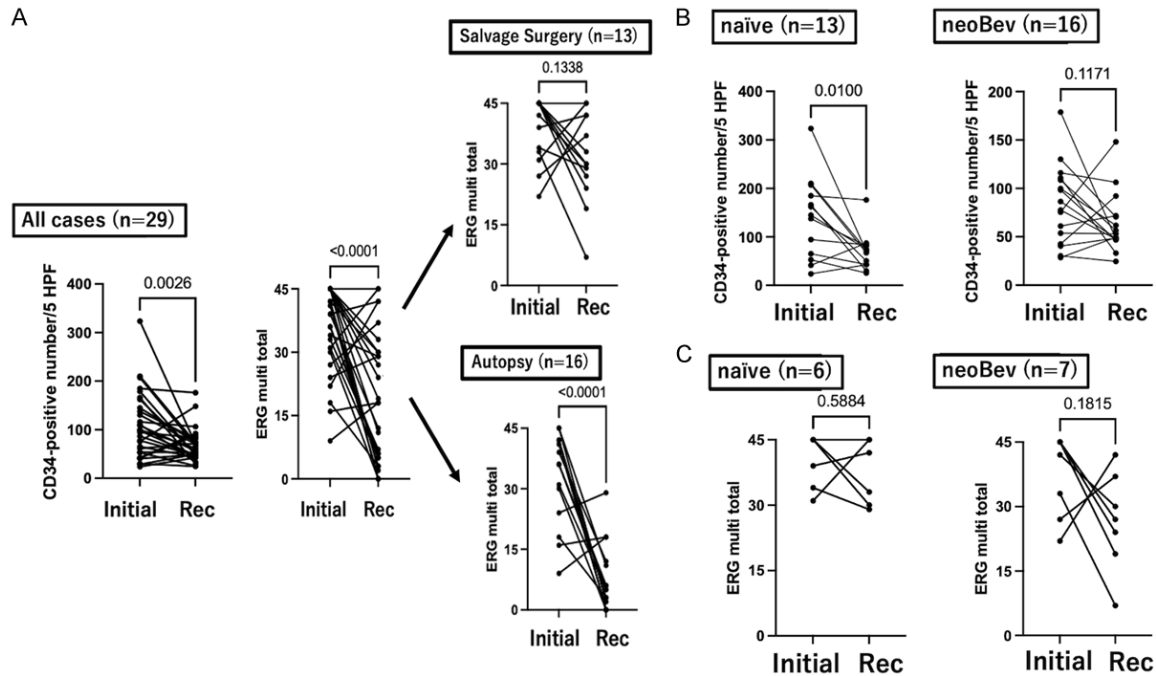 A
All cases (n=29)
0.0026
CD34-positive number/5 HPF
400
300
200
100
0
Initial Rec
<0.0001
ERG multi total
45
30
15
0
Initial Rec
Salvage Surgery (n=13)
0.1338
ERG multi total
45
30
15
0
Initial Rec
Autopsy (n=16)
<0.0001
ERG multi total
45
30
15
0
Initial Rec
B
naïve (n=13)
0.0100
CD34-positive number/5 HPF
400
300
200
100
0
Initial Rec
neoBev (n=16)
0.1171
CD34-positive number/5 HPF
200
150
100
50
0
Initial Rec
C
naïve (n=6)
0.5884
ERG multi total
45
30
15
0
Initial Rec
neoBev (n=7)
0.1815
ERG multi total
45
30
15
0
Initial Rec